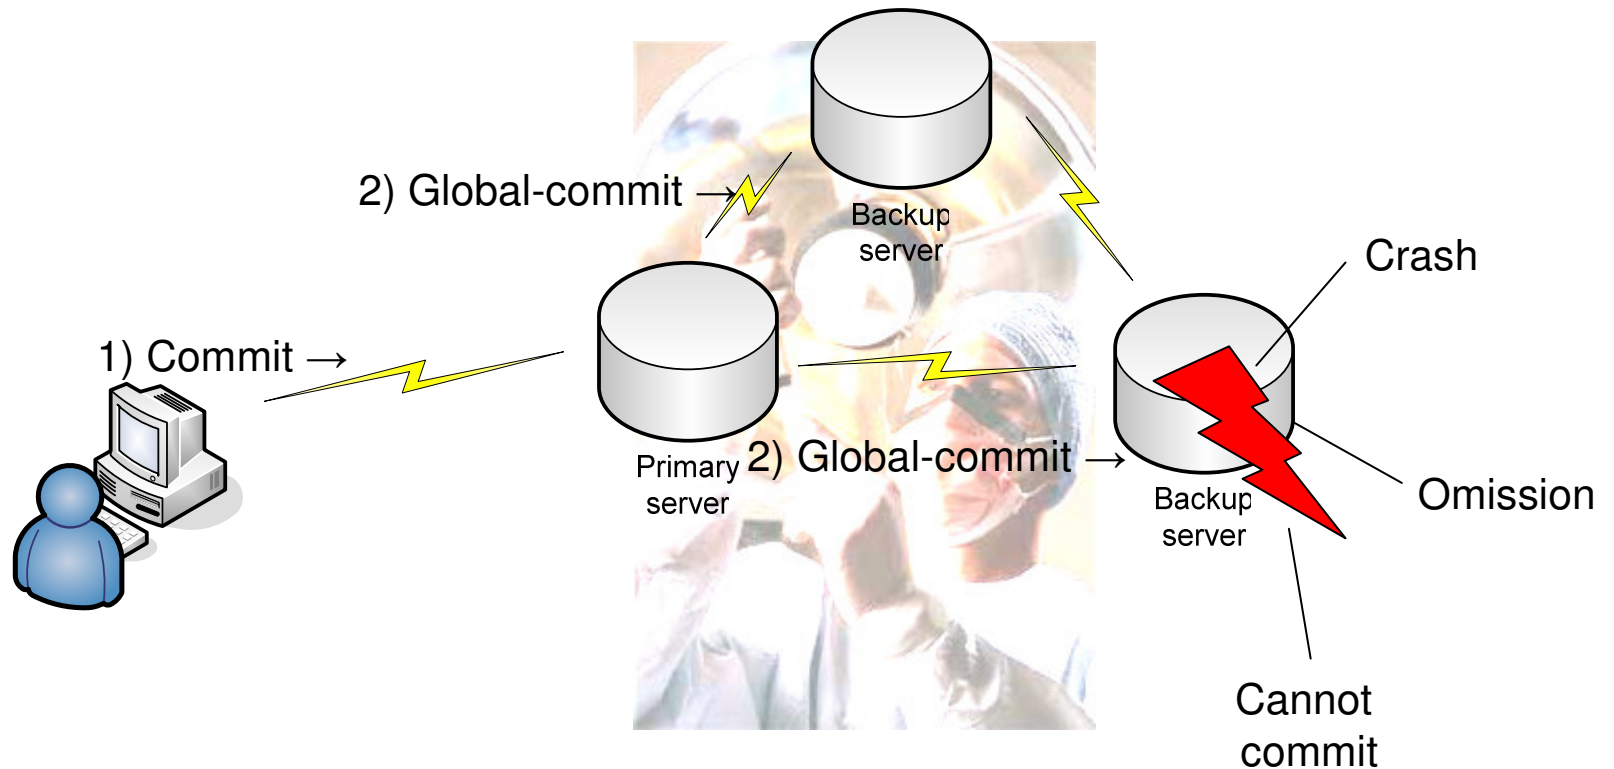 2) Global-commit →
Backup
server
Crash
1) Commit →
Primary
server
2) Global-commit →
Backup
server
Omission
Cannot
commit